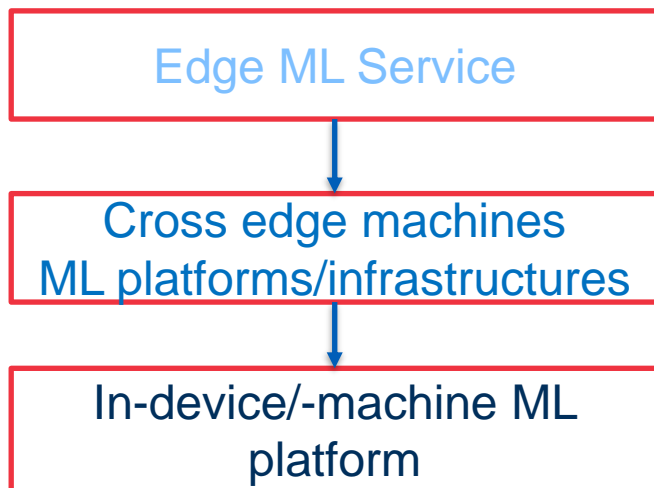 Edge ML Service
Cross edge machines
ML platforms/infrastructures
In-device/-machine ML
platform